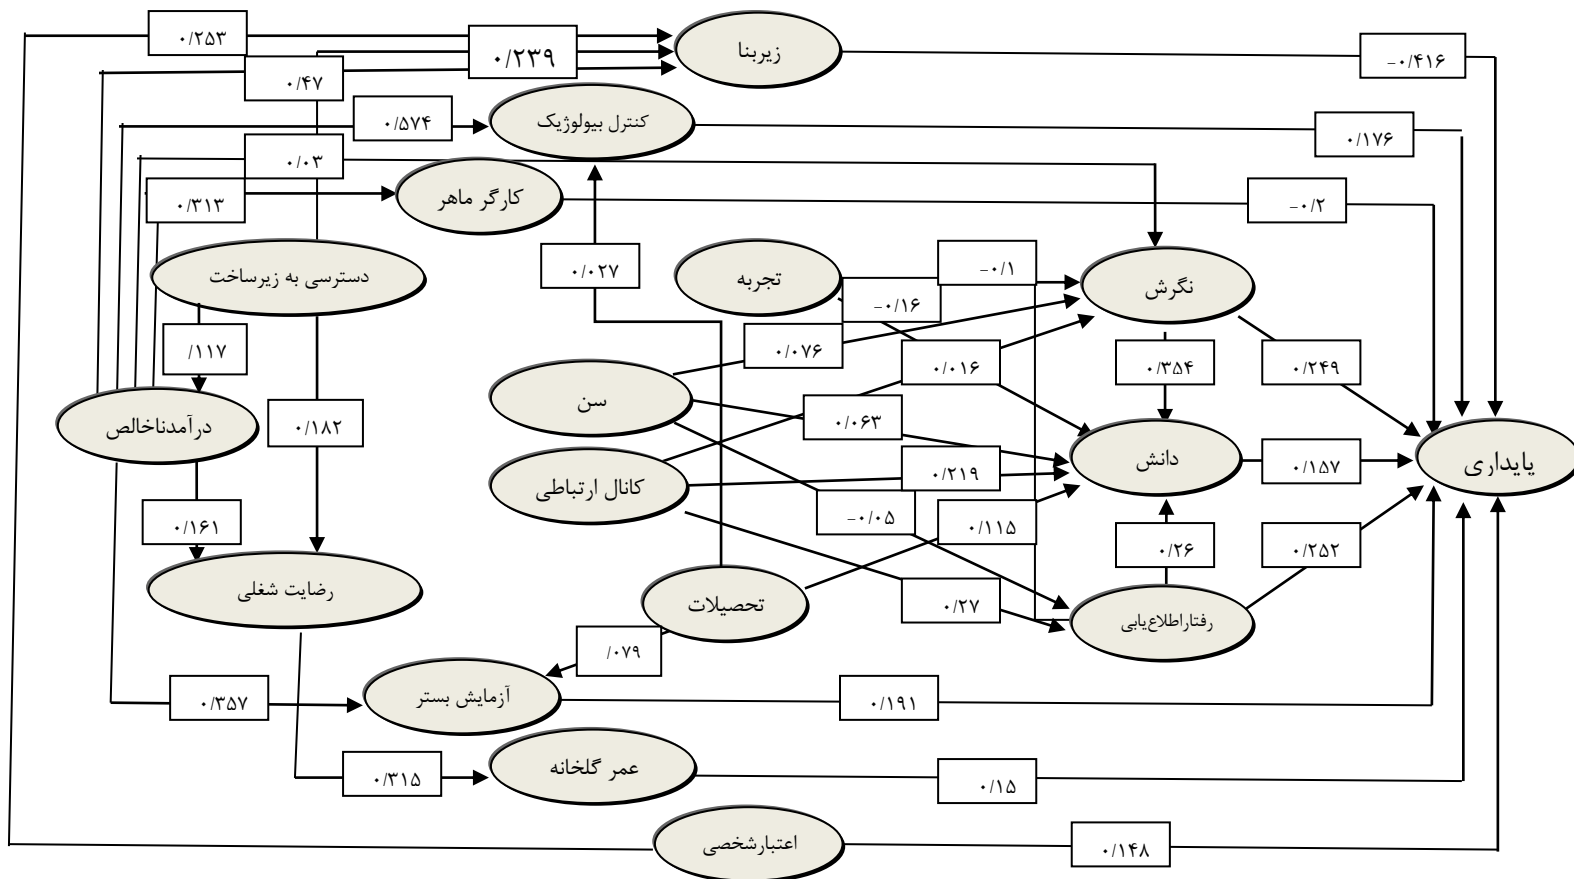 ۰/۲۵۳
۰/۲۳۹
زیربنا
-۰/۴۱۶
۰/۴۷
۰/۵۷۴
کنترل بیولوژیک
۰/۱۷۶
۰/۰۳
۰/۳۱۳
کارگر ماهر
-۰/۲
دسترسی به زیرساخت
۰/۰۲۷
تجربه
-۰/۱
نگرش
-۰/۱۶
/۱۱۷
۰/۰۷۶
۰/۰۱۶
۰/۳۵۴
۰/۲۴۹
سن
درآمدناخالص
۰/۱۸۲
۰/۰۶۳
دانش
۰/۱۵۷
پایداری
کانال ارتباطی
۰/۲۱۹
۰/۱۶۱
-۰/۰۵
۰/۱۱۵
۰/۲۶
۰/۲۵۲
رضایت شغلی
تحصیلات
۰/۲۷
رفتاراطلاع‌یابی
/۰۷۹
۰/۳۵۷
آزمایش بستر
۰/۱۹۱
۰/۳۱۵
عمر گلخانه
۰/۱۵
اعتبارشخصی
۰/۱۴۸